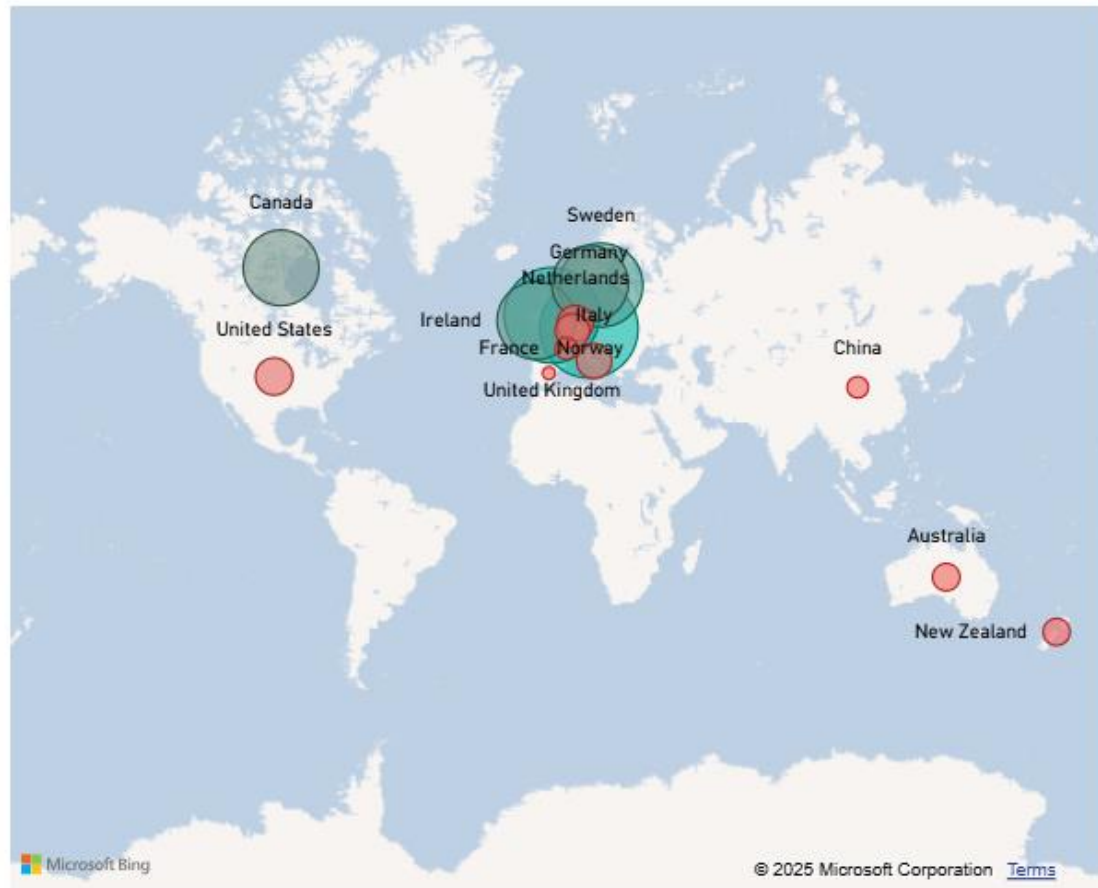 Canada
Sweden
Germany
Netherlands
Italy
Ireland
United States
France
Norway
China
United Kingdom
Australia
New Zealand
Microsoft Bing
© 2025 Microsoft Corporation Terms